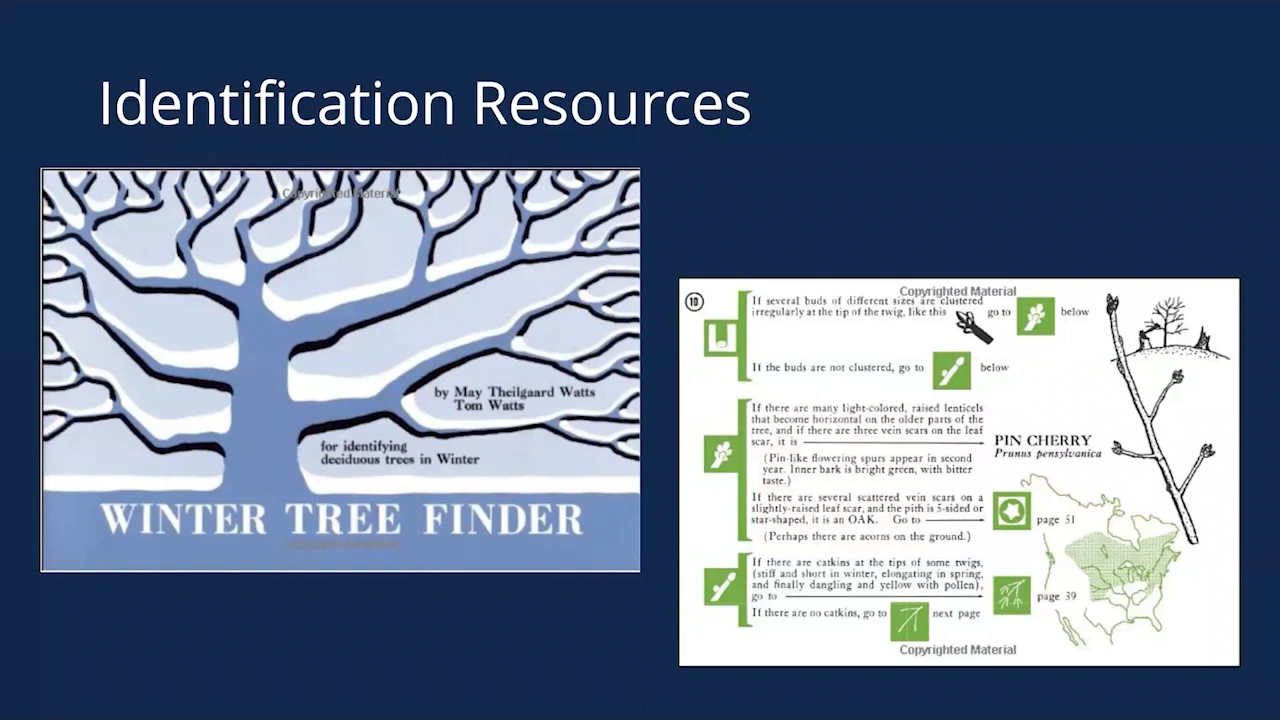 Identification Resources
Copyrighted Material
by May Theilgaard Watts
Tom Watts
for identifying
deciduous trees in Winter
WINTER TREE FINDER
Copyrighted Material
10
If several buds of different sizes are clustered
irregularly at the tip of the twig, like this go to below
If the buds are not clustered, go to below
If there are many light-colored, raised lenticels
that become horizontal on the older parts of the
tree, and if there are three vein scars on the leaf
scar, it is
PIN CHERRY
Prunus pensylvanica
(Pin-like flowering spurs appear in second
year. Inner bark is bright green, with bitter
taste.)
If there are several scattered vein scars on a
slightly-raised leaf scar, and the pith is 5-sided or
star-shaped, it is an OAK. Go to page 51
(Perhaps there are acorns on the ground.)
If there are catkins at the tips of some twigs,
(stiff and short in winter, elongating in spring,
and finally dangling and yellow with pollen),
go to page 39
If there are no catkins, go to next page
Copyrighted Material